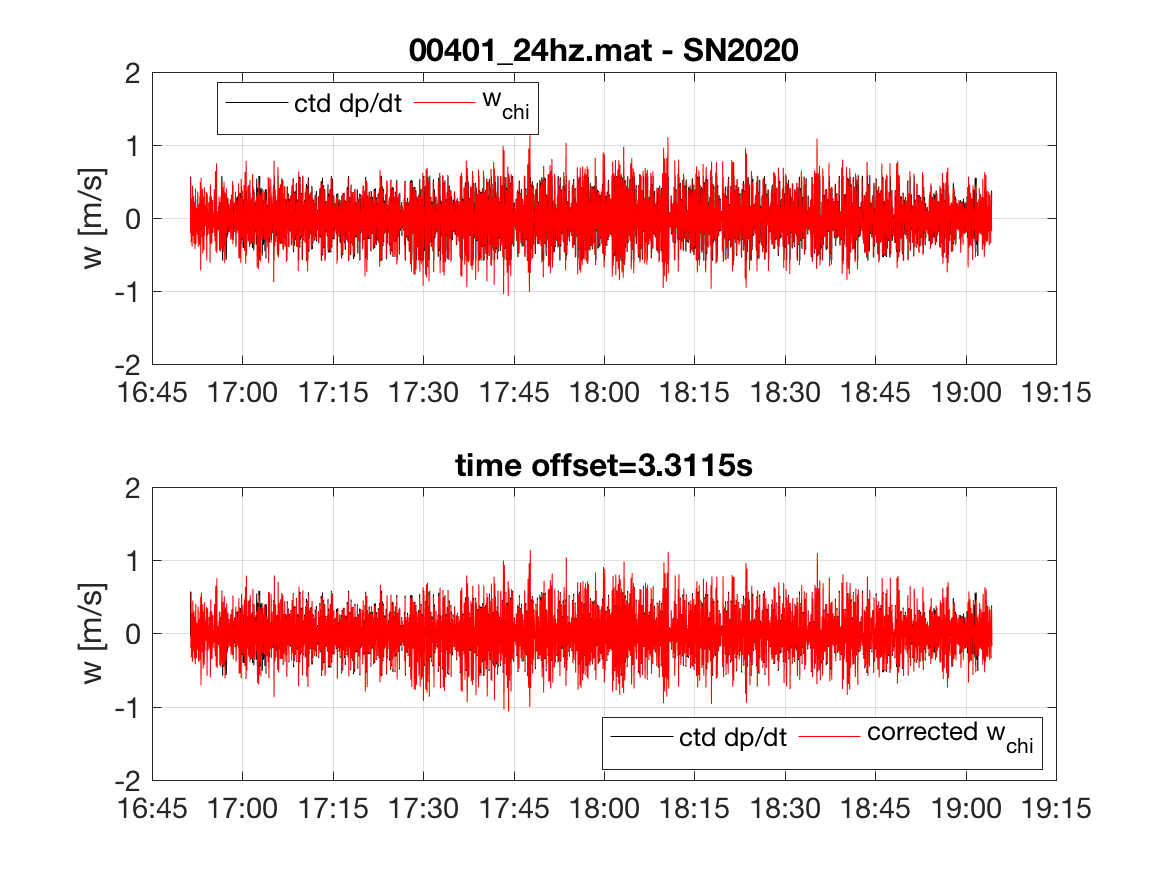 00401_24hz.mat - SN2020
ctd dp/dt w_chi
w [m/s]
2
1
0
-1
-2
16:45 17:00 17:15 17:30 17:45 18:00 18:15 18:30 18:45 19:00 19:15
time offset=3.3115s
w [m/s]
2
1
0
-1
-2
ctd dp/dt corrected w_chi
16:45 17:00 17:15 17:30 17:45 18:00 18:15 18:30 18:45 19:00 19:15